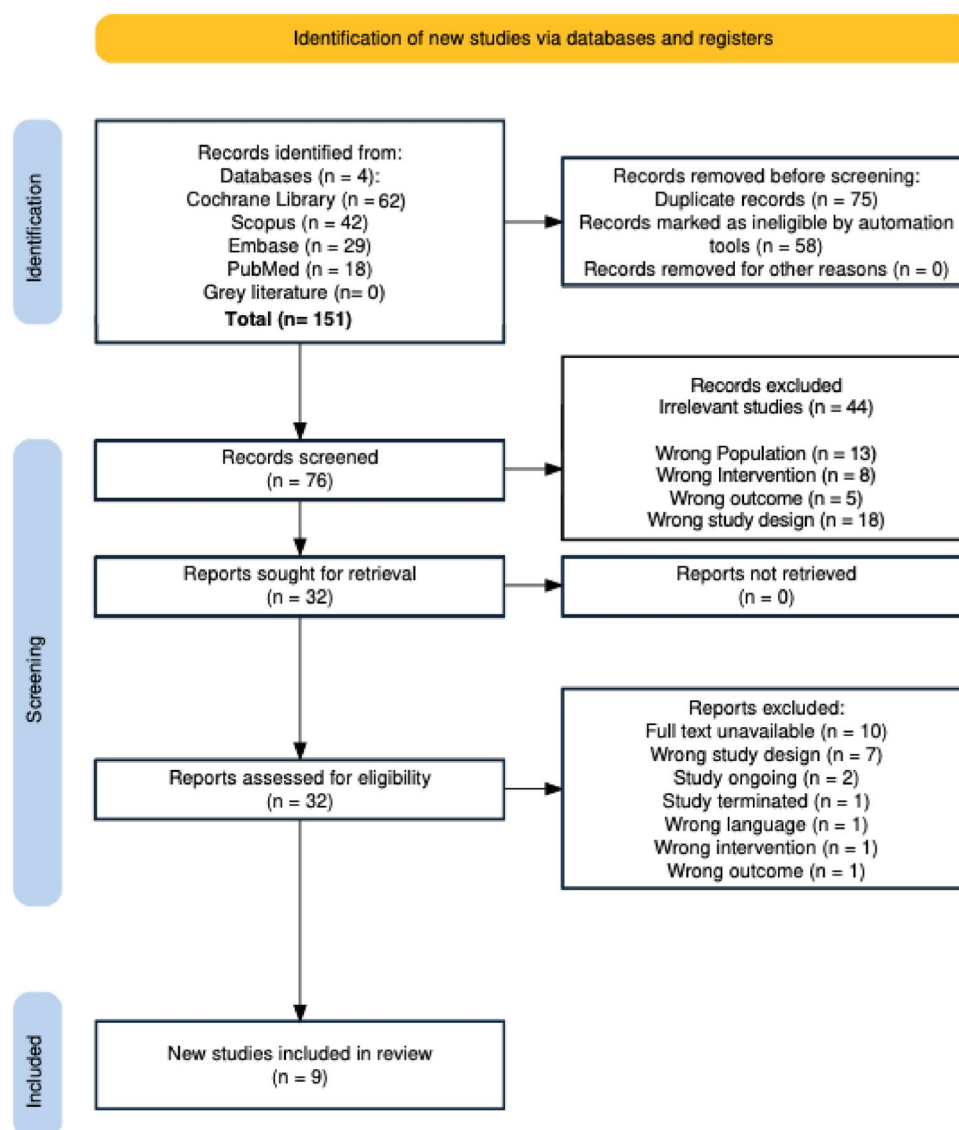 Identification of new studies via databases and registers
Identification
Records identified from:
Databases (n = 4):
Cochrane Library (n = 62)
Scopus (n = 42)
Embase (n = 29)
PubMed (n = 18)
Grey literature (n= 0)
Total (n= 151)
Records removed before screening:
Duplicate records (n = 75)
Records marked as ineligible by automation
tools (n = 58)
Records removed for other reasons (n = 0)
Screening
Records screened
(n = 76)
Records excluded
Irrelevant studies (n = 44)
Wrong Population (n = 13)
Wrong Intervention (n = 8)
Wrong outcome (n = 5)
Wrong study design (n = 18)
Reports sought for retrieval
(n = 32)
Reports not retrieved
(n = 0)
Reports assessed for eligibility
(n = 32)
Reports excluded:
Full text unavailable (n = 10)
Wrong study design (n = 7)
Study ongoing (n = 2)
Study terminated (n = 1)
Wrong language (n = 1)
Wrong intervention (n = 1)
Wrong outcome (n = 1)
Included
New studies included in review
(n = 9)